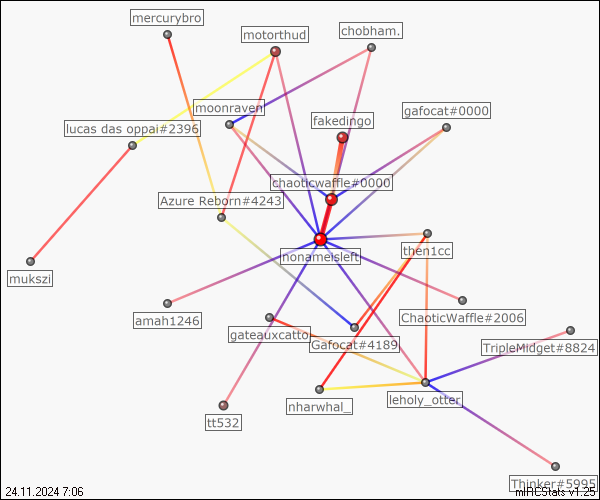 mercurybro
motorthud
chobham.
moonraven
gafocat#0000
fakedingo
lucas das oppai#2396
chaoticwaffle#0000
Azure Reborn#4243
nonameisleft
then1cc
mukszi
amah1246
ChaoticWaffle#2006
gateauxcatto
Gafocat#4189
TripleMidget#8824
nharwhal_
leholy_otter
tt532
Thinker#5995
24.11.2024 7:06
mIRCStats v1.25